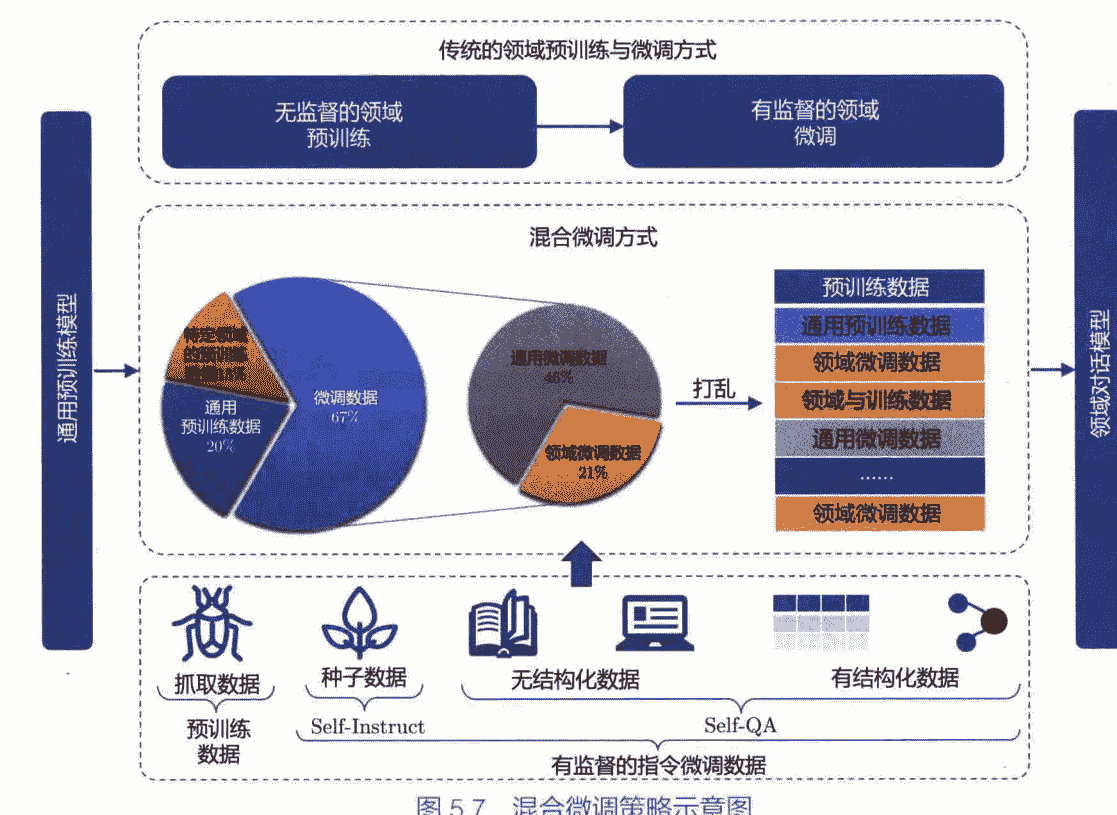 传统的领域预训练与微调方式
无监督的领域
预训练
有监督的领域
微调
通用预训练模型
混合微调方式
特定领域
的预训练
通用
预训练数据
20%
微调数据
67%
通用微调数据
46%
领域微调数据
21%
打乱
预训练数据
通用预训练数据
领域微调数据
领域与训练数据
通用微调数据
......
领域微调数据
领域对话模型
抓取数据
种子数据
无结构化数据
有结构化数据
预训练
数据
Self-Instruct
Self-QA
有监督的指令微调数据
图 5.7 混合微调策略示意图